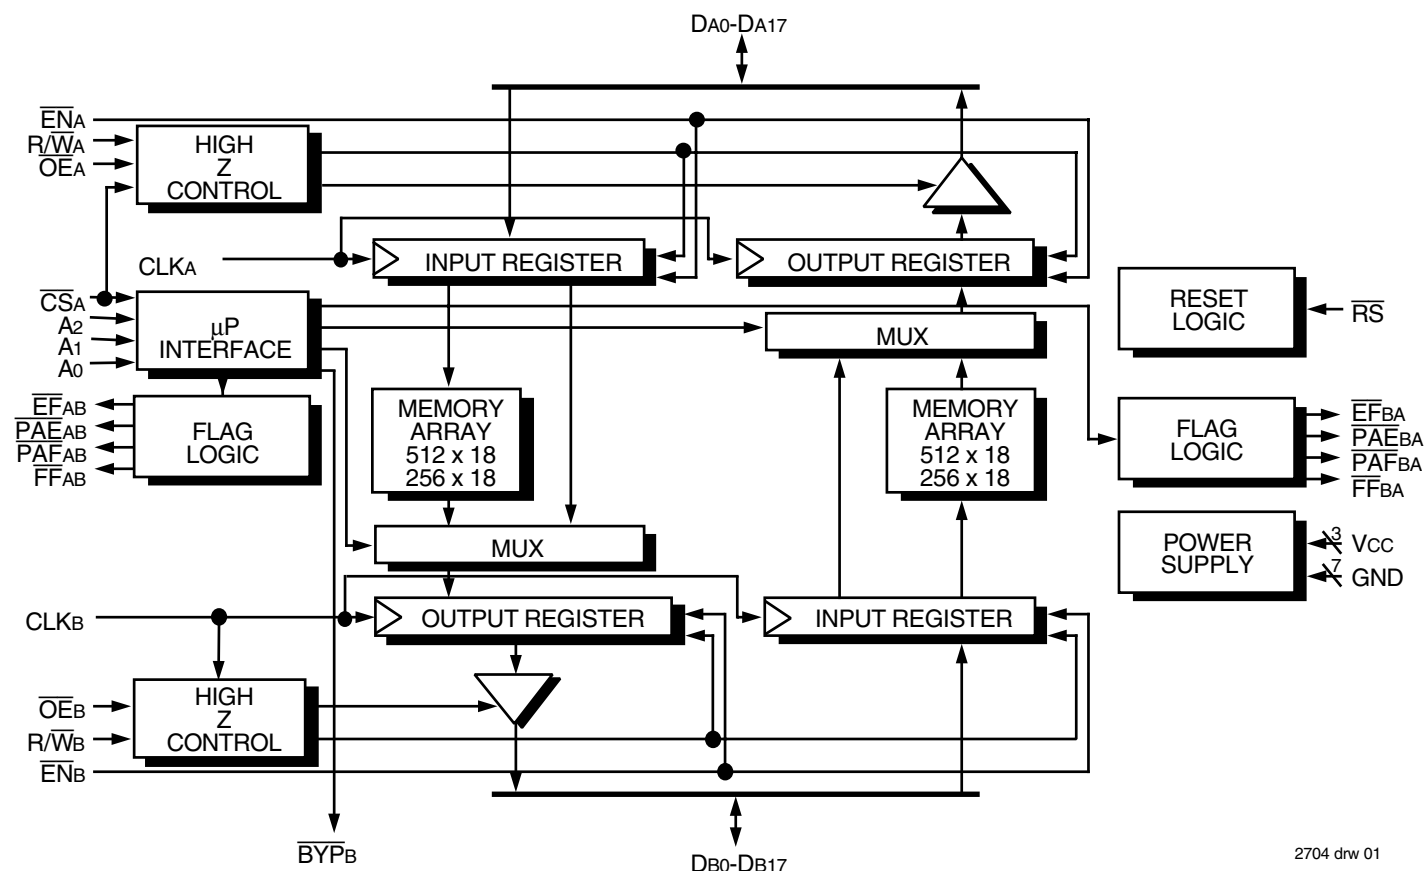 DA0-DA17
ENA
R/WA
OEA
HIGH
Z
CONTROL
CLKA
INPUT REGISTER
OUTPUT REGISTER
CSA
A2
A1
A0
µP
INTERFACE
MUX
RESET
LOGIC
RS
EFAB
PAEAB
PAFAB
FFAB
FLAG
LOGIC
MEMORY
ARRAY
512 x 18
256 x 18
MEMORY
ARRAY
512 x 18
256 x 18
FLAG
LOGIC
EFBA
PAEBA
PAFBA
FFBA
MUX
POWER
SUPPLY
3
VCC
7
GND
CLKB
OUTPUT REGISTER
INPUT REGISTER
OEB
R/WB
ENB
HIGH
Z
CONTROL
BYPB
DB0-DB17
2704 drw 01